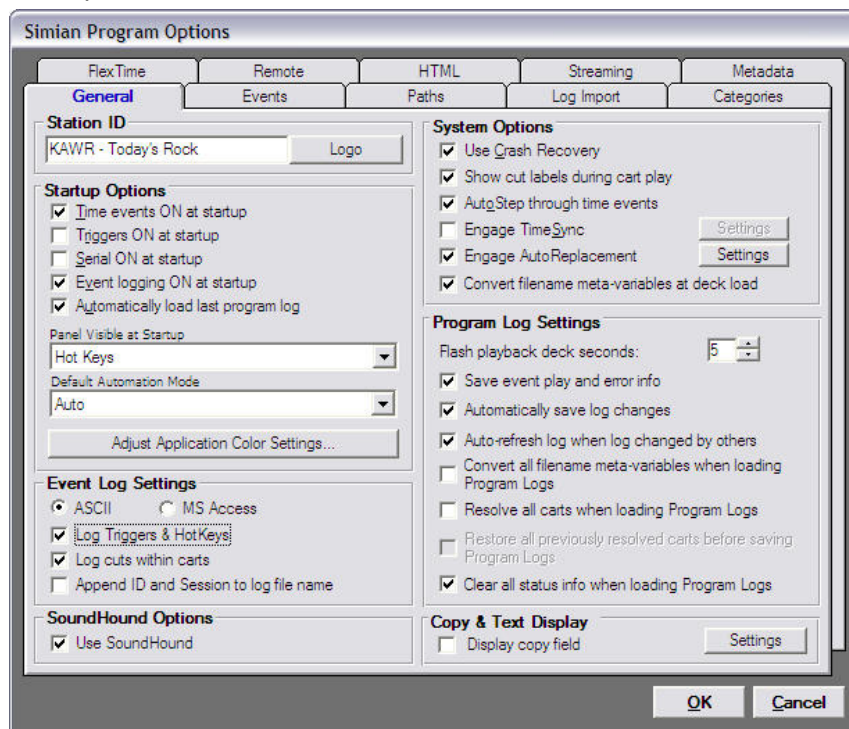 Simian Program Options
FlexTime
Remote
HTML
Streaming
Metadata
General
Events
Paths
Log Import
Categories
Station ID
KAWR - Today's Rock
Logo
Startup Options
Time events ON at startup
Triggers ON at startup
Serial ON at startup
Event logging ON at startup
Automatically load last program log
Panel Visible at Startup
Hot Keys
Default Automation Mode
Auto
Adjust Application Color Settings...
Event Log Settings
ASCII
MS Access
Log Triggers & HotKeys
Log cuts within carts
Append ID and Session to log file name
SoundHound Options
Use SoundHound
System Options
Use Crash Recovery
Show cut labels during cart play
AutoStep through time events
Engage TimeSync
Settings
Engage AutoReplacement
Settings
Convert filename meta-variables at deck load
Program Log Settings
Flash playback deck seconds:
5
Save event play and error info
Automatically save log changes
Auto-refresh log when log changed by others
Convert all filename meta-variables when loading
Program Logs
Resolve all carts when loading Program Logs
Restore all previously resolved carts before saving
Program Logs
Clear all status info when loading Program Logs
Copy & Text Display
Display copy field
Settings
OK
Cancel